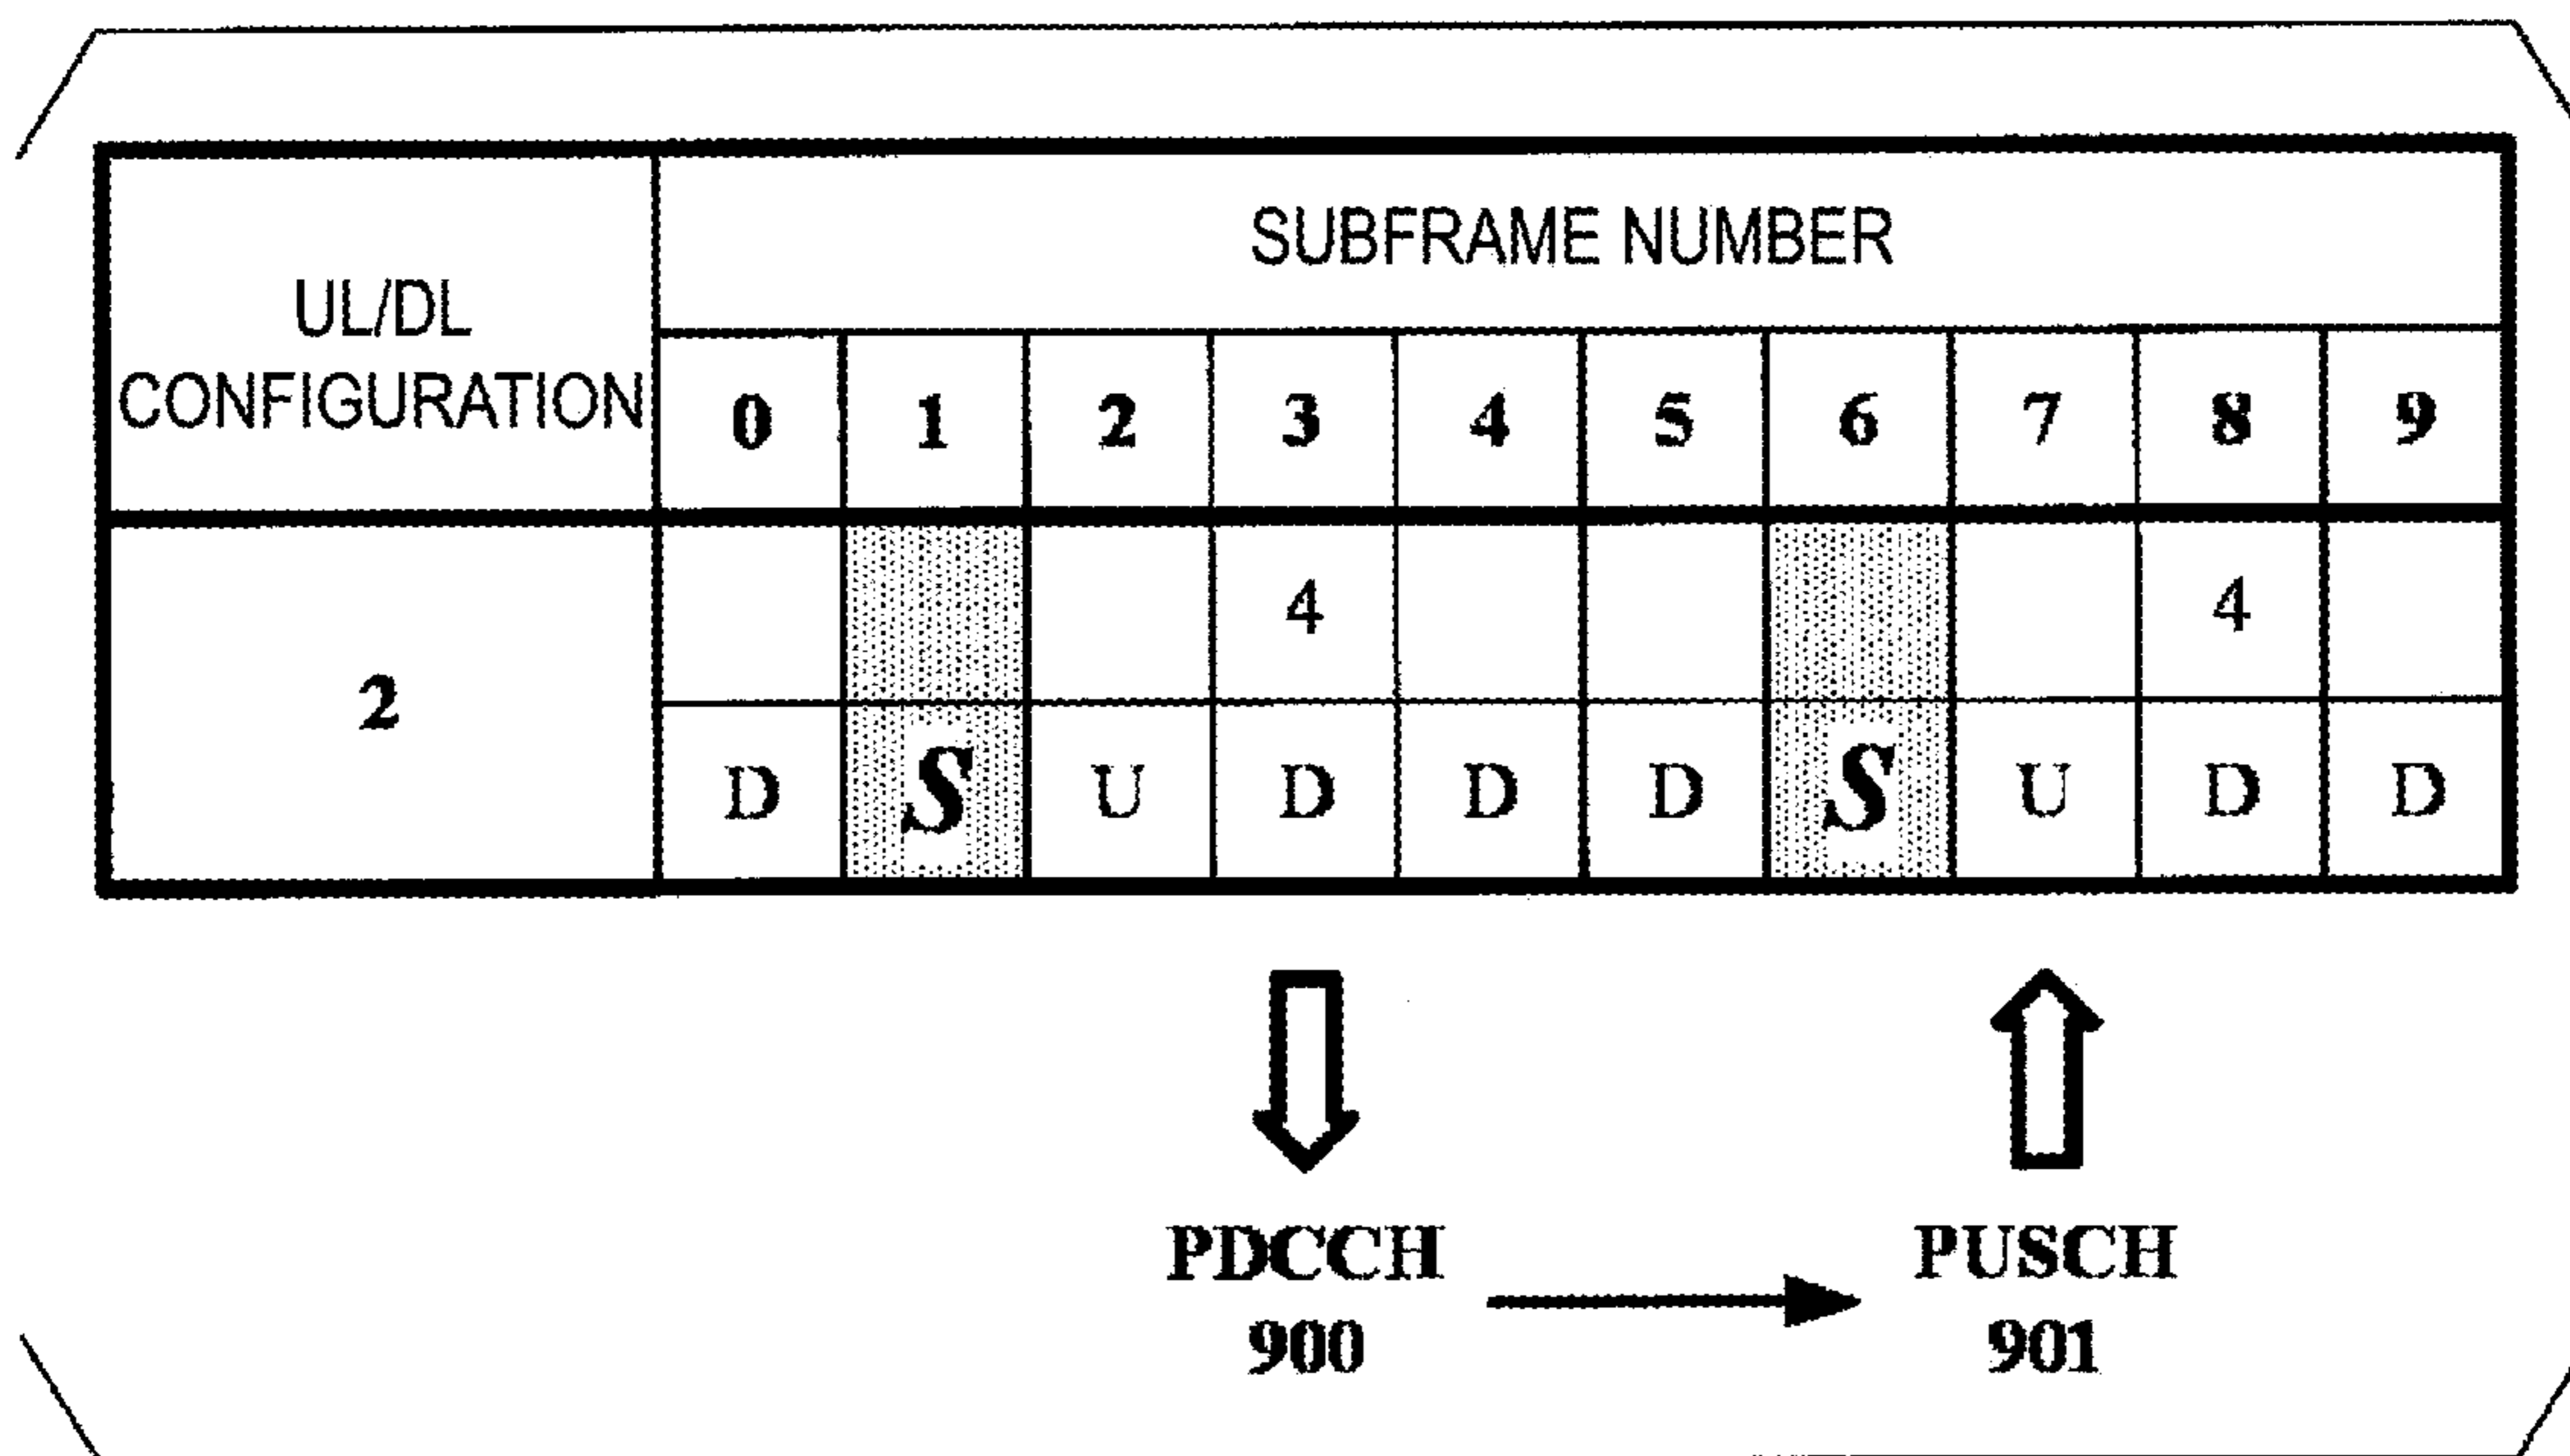 SUBFRAME NUMBER
UL/DL
CONFIGURATION
0 1 2 3 4 5 6 7 8 9
4 4
2
D S U D D D S U D D
PDCCH PUSCH
900 901